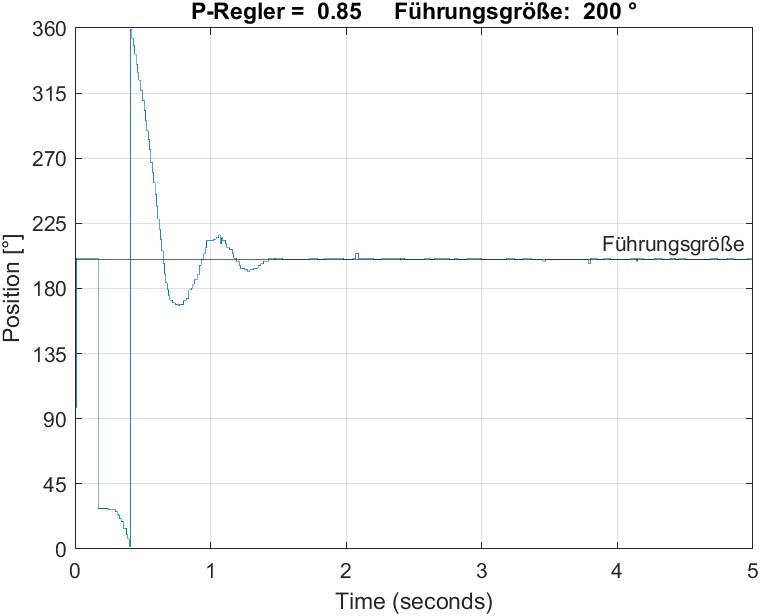 P-Regler = 0.85 Führungsgröße: 200 °
360
315
270
225
180
135
90
45
0
Position [°]
Führungsgröße
0 1 2 3 4 5
Time (seconds)